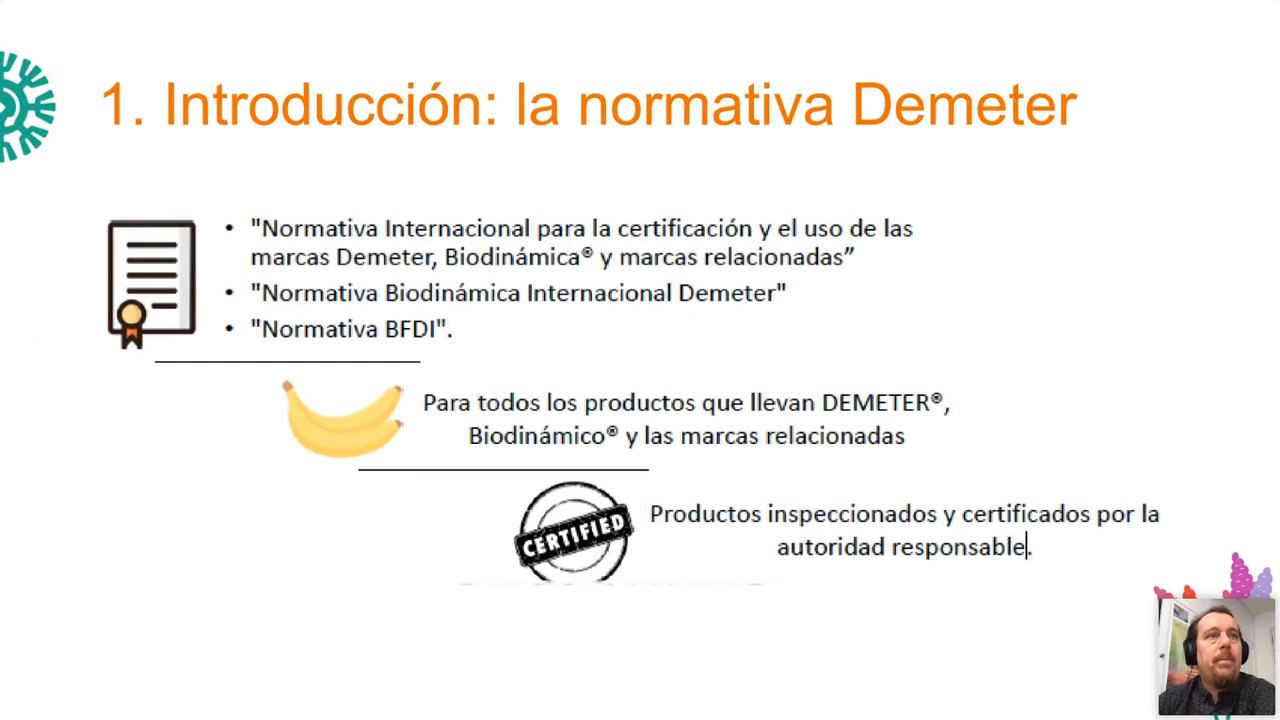 1. Introducción: la normativa Demeter
• "Normativa Internacional para la certificación y el uso de las
marcas Demeter, Biodinámica® y marcas relacionadas”
• "Normativa Biodinámica Internacional Demeter"
• "Normativa BFDI".
Para todos los productos que llevan DEMETER®,
Biodinámico® y las marcas relacionadas
CERTIFIED
Productos inspeccionados y certificados por la
autoridad responsable.